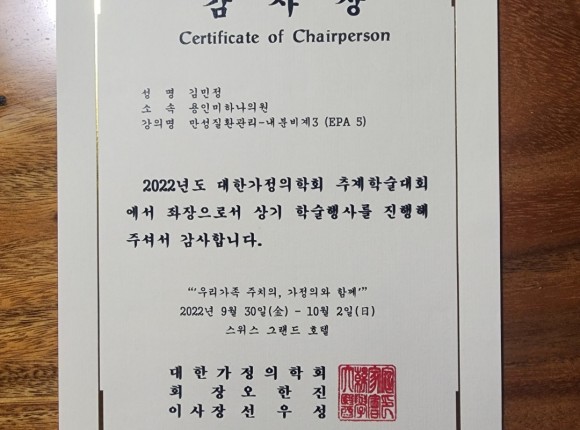 감 사 장
Certificate of Chairperson
성 명 김민정
소 속 용인미하나의원
강의명 만성질환관리-내분비계3 (EPA 5)
2022년도 대한가정의학회 추계학술대회
에서 좌장으로서 상기 학술행사를 진행해
주셔서 감사합니다.
"'우리가족 주치의, 가정의와 함께'"
2022년 9월 30일(金) - 10월 2일(日)
스위스 그랜드 호텔
대한가정의학회
회 장 오 한 진
이사장 선 우 성